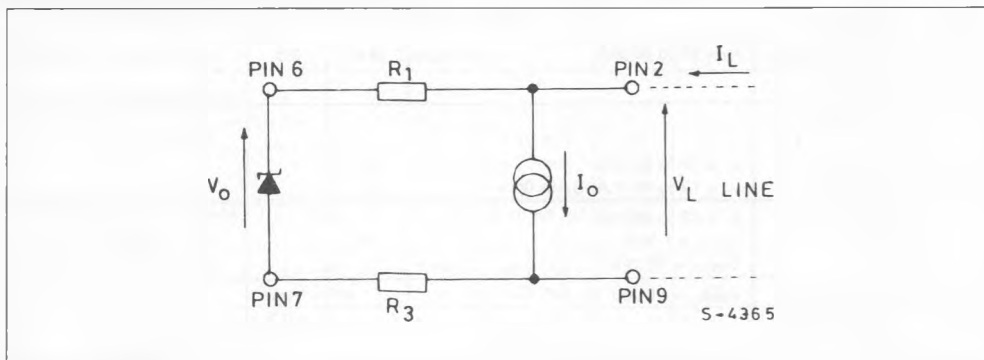 PIN 6
R1
PIN 2
IL
Vo
Io
VL
LINE
PIN 7
R3
PIN 9
S-4365